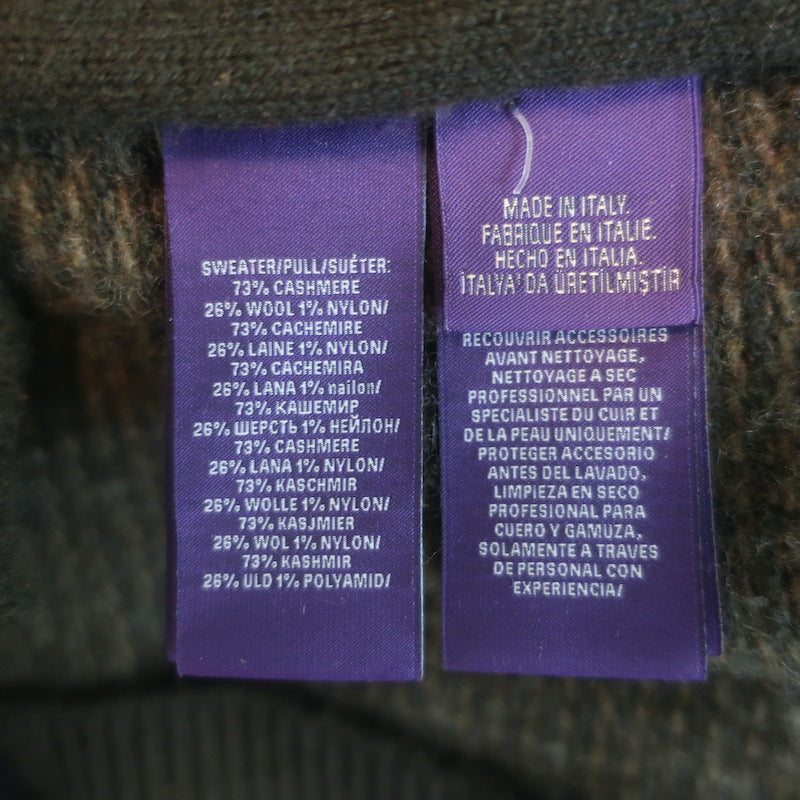 SWEATER/PULL/SUÉTER:
73% CASHMERE
26% WOOL 1% NYLON/
73% CACHEMIRE
26% LAINE 1% NYLON/
73% CACHEMIRA
26% LANA 1% nailon/
73% КАШЕМИР
26% ШЕРСТЬ 1% НЕЙЛОН/
73% CASHMERE
26% LANA 1% NYLON/
73% KASCHMIR
26% WOLLE 1% NYLON/
73% KASJMIER
26% WOL 1% NYLON/
73% KASHMIR
26% ULD 1% POLYAMID/
MADE IN ITALY.
FABRIQUE EN ITALIE.
HECHO EN ITALIA.
İTALYA' DA ÜRETİLMİŞTİR
RECOUVRIR ACCESSOIRES
AVANT NETTOYAGE,
NETTOYAGE A SEC
PROFESSIONNEL PAR UN
SPECIALISTE DU CUIR ET
DE LA PEAU UNIQUEMENT/
PROTEGER ACCESORIO
ANTES DEL LAVADO,
LIMPIEZA EN SECO
PROFESIONAL PARA
CUERO Y GAMUZA,
SOLAMENTE A TRAVES
DE PERSONAL CON
EXPERIENCIA/